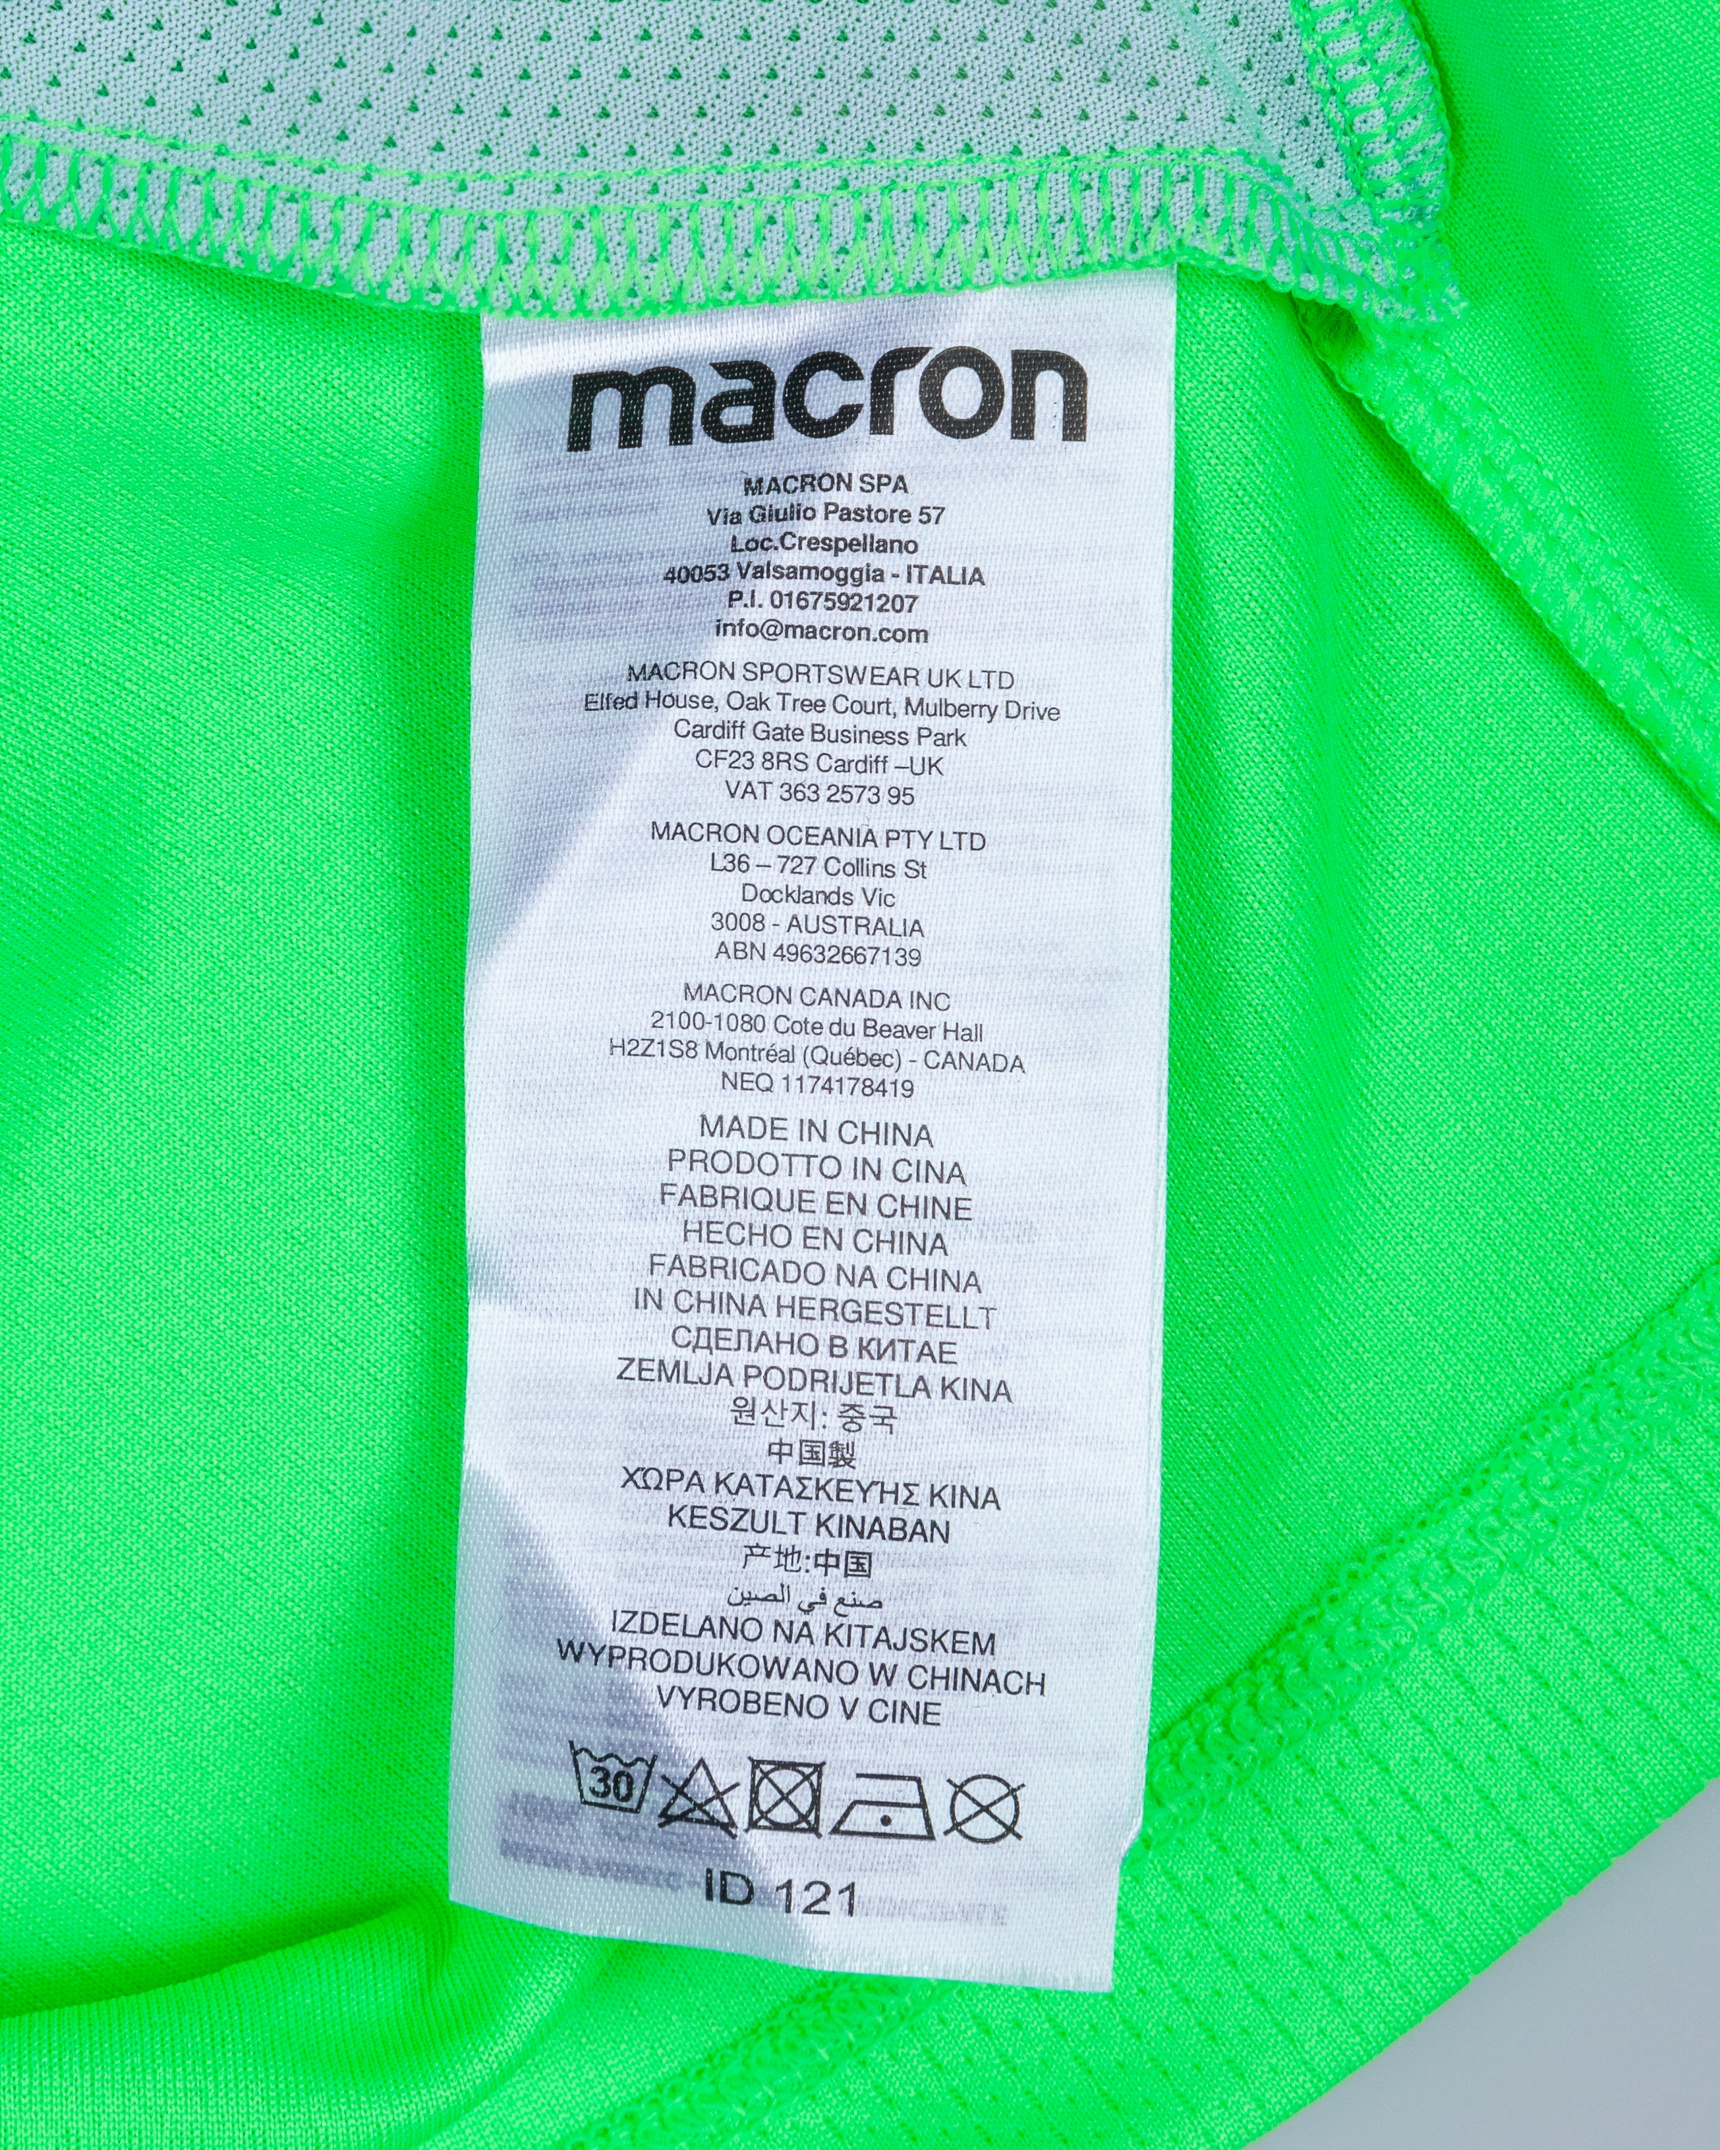 macron
MACRON SPA
Via Giulio Pastore 57
Loc.Crespellano
40053 Valsamoggia - ITALIA
P.I. 01675921207
info@macron.com
MACRON SPORTSWEAR UK LTD
Elfed House, Oak Tree Court, Mulberry Drive
Cardiff Gate Business Park
CF23 8RS Cardiff –UK
VAT 363 2573 95
MACRON OCEANIA PTY LTD
L36 – 727 Collins St
Docklands Vic
3008 - AUSTRALIA
ABN 49632667139
MACRON CANADA INC
2100-1080 Cote du Beaver Hall
H2Z1S8 Montréal (Québec) - CANADA
NEQ 1174178419
MADE IN CHINA
PRODOTTO IN CINA
FABRIQUE EN CHINE
HECHO EN CHINA
FABRICADO NA CHINA
IN CHINA HERGESTELLT
СДЕЛАНО В КИТАЕ
ZEMLJA PODRIJETLA KINA
원산지: 중국
中国製
ΧΏΡΑ ΚΑΤΑΣΚΕΥΉΣ ΚΙΝΑ
KESZULT KINABAN
产地:中国
صنع في الصين
IZDELANO NA KITAJSKEM
WYPRODUKOWANO W CHINACH
VYROBENO V CINE
30
ID 121